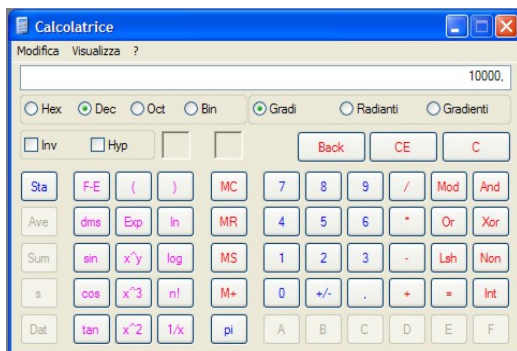 Calcolatrice
Modifica Visualizza ?
10000,
Hex Dec Oct Bin Gradi Radianti Gradienti
Inv Hyp Back CE C
Sta F-E ( ) MC 7 8 9 / Mod And
Ave dms Exp ln MR 4 5 6 * Or Xor
Sum sin x^y log MS 1 2 3 - Lsh Non
s cos x^3 n! M+ 0 +/- , + = Int
Dat tan x^2 1/x pi A B C D E F